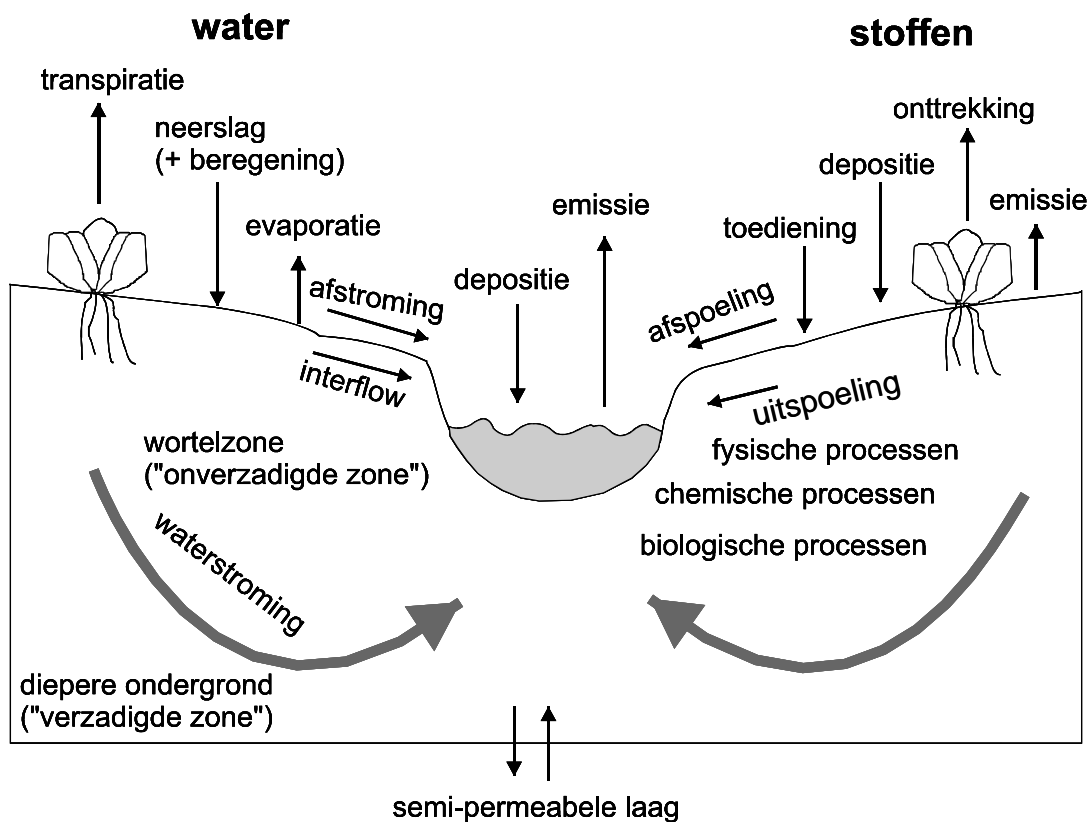 water
stoffen
transpiratie
onttrekking
neerslag
(+ beregening)
depositie
emissie
emissie
evaporatie
toediening
depositie
afstroming
afspoeling
interflow
uitspoeling
wortelzone
("onverzadigde zone")
fysische processen
chemische processen
biologische processen
waterstroming
diepere ondergrond
("verzadigde zone")
semi-permeabele laag